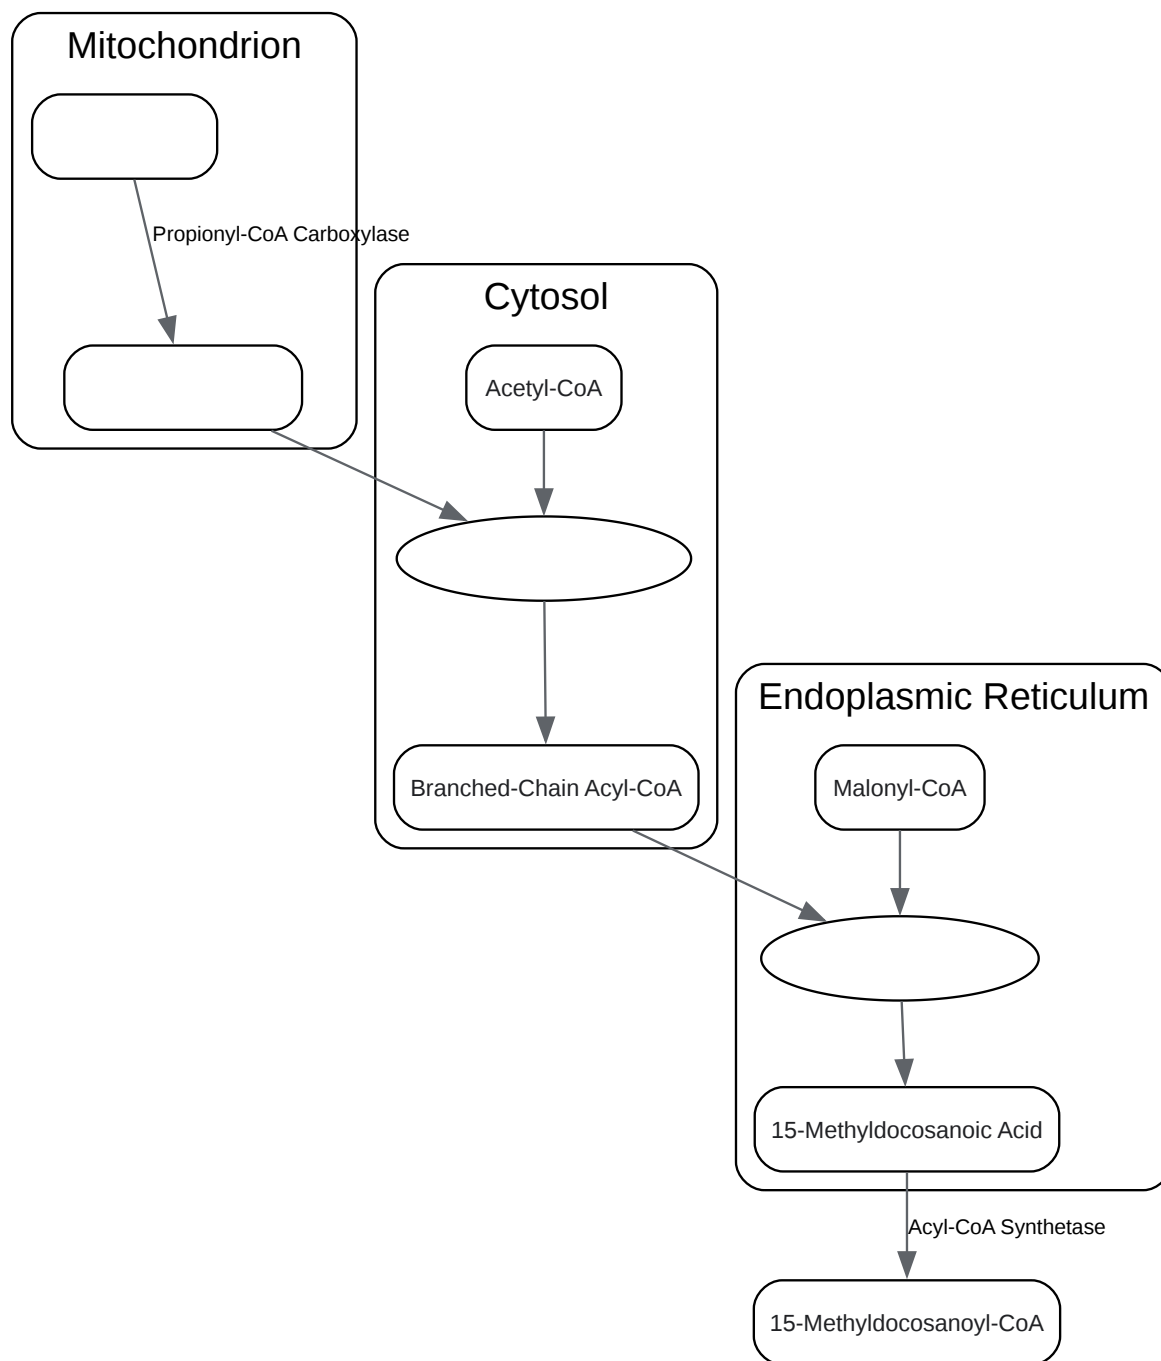 Mitochondrion
Propionyl-CoA Carboxylase
Cytosol
Acetyl-CoA
Branched-Chain Acyl-CoA
Endoplasmic Reticulum
Malonyl-CoA
15-Methyldocosanoic Acid
Acyl-CoA Synthetase
15-Methyldocosanoyl-CoA